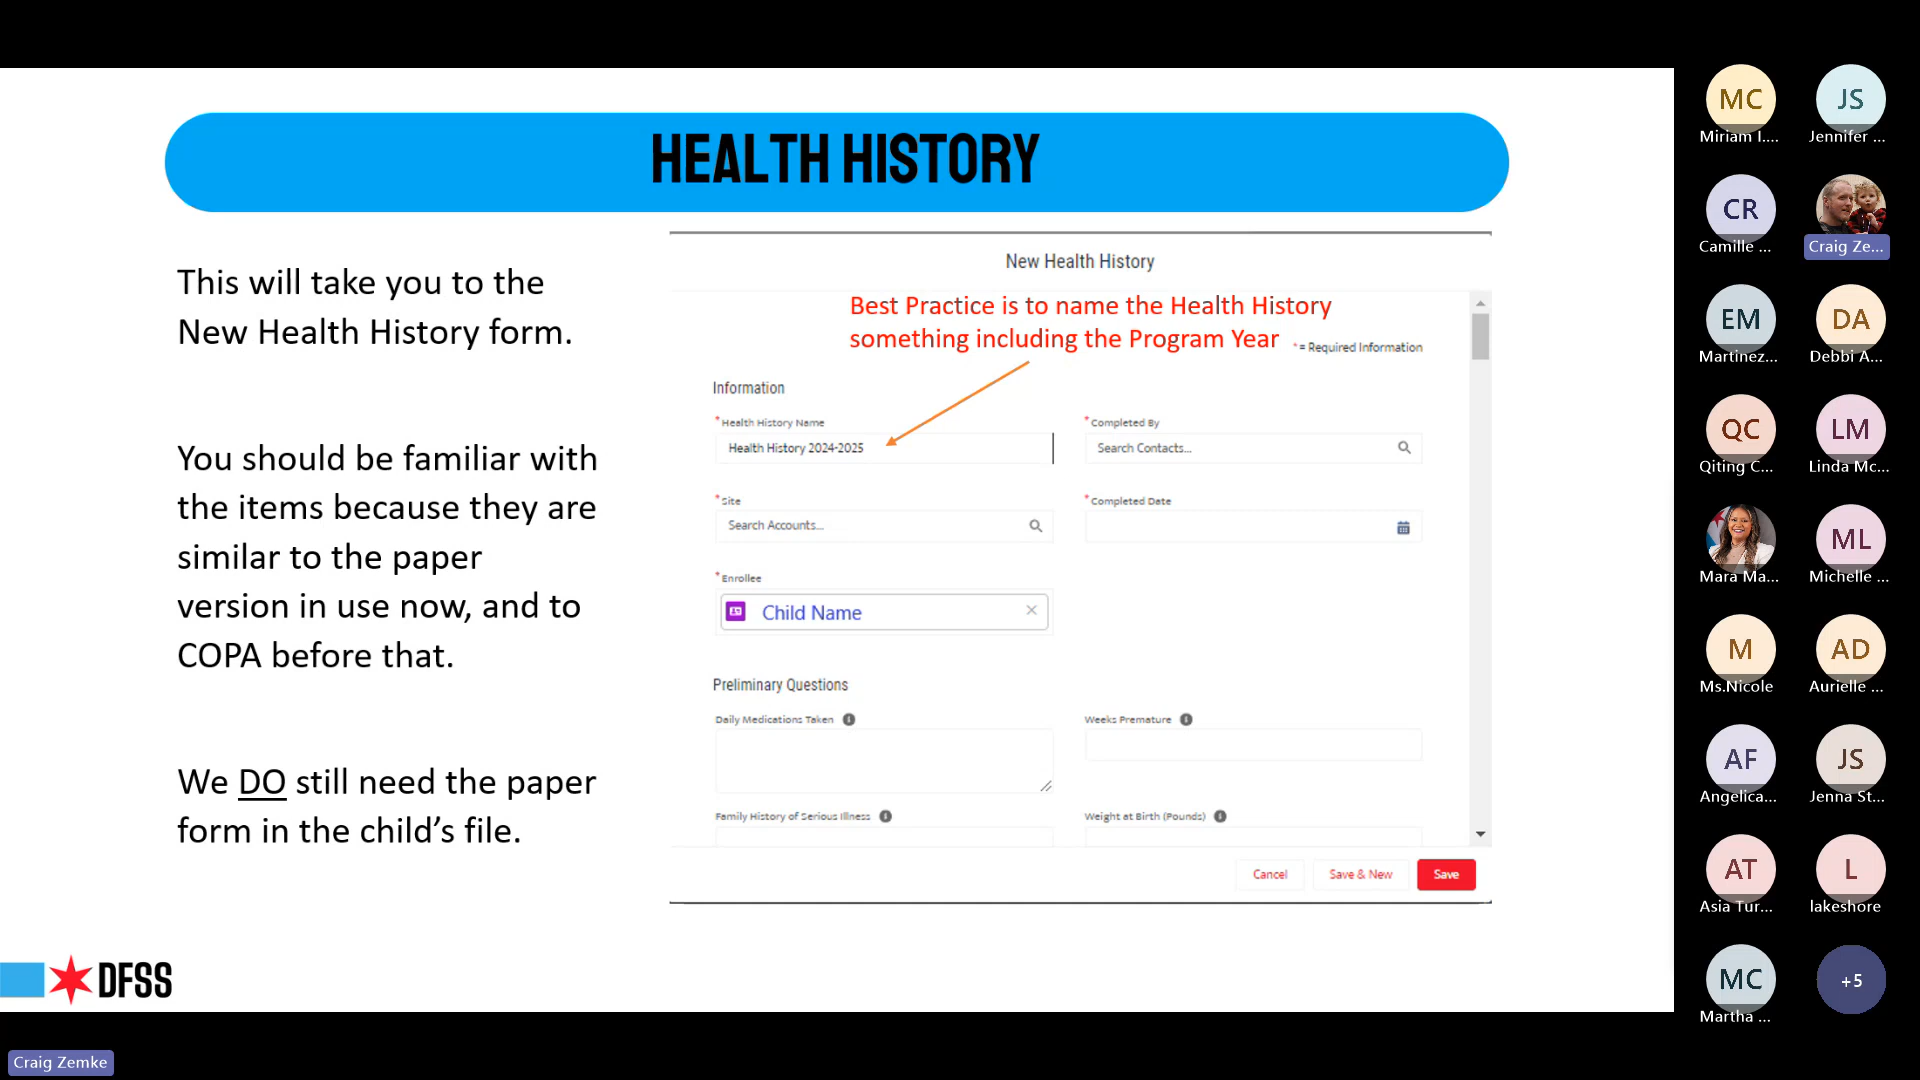 HEALTH HISTORY
This will take you to the
New Health History form.
You should be familiar with
the items because they are
similar to the paper
version in use now, and to
COPA before that.
We DO still need the paper
form in the child's file.
New Health History
Best Practice is to name the Health History
something including the Program Year
* = Required Information
Information
* Health History Name
Health History 2024-2025
* Completed By
Search Contacts...
* Site
Search Accounts...
* Completed Date
* Enrollee
Child Name
Preliminary Questions
Daily Medications Taken
Weeks Premature
Family History of Serious Illness
Weight at Birth (Pounds)
Cancel
Save & New
Save
DFSS
MC
Miriam I....
JS
Jennifer ...
CR
Camille ...
Craig Ze...
EM
Martinez...
DA
Debbi A...
QC
Qiting C...
LM
Linda Mc...
Mara Ma...
ML
Michelle ...
M
Ms.Nicole
AD
Aurielle ...
AF
Angelica...
JS
Jenna St...
AT
Asia Tur...
L
lakeshore
MC
Martha ...
+5
Craig Zemke